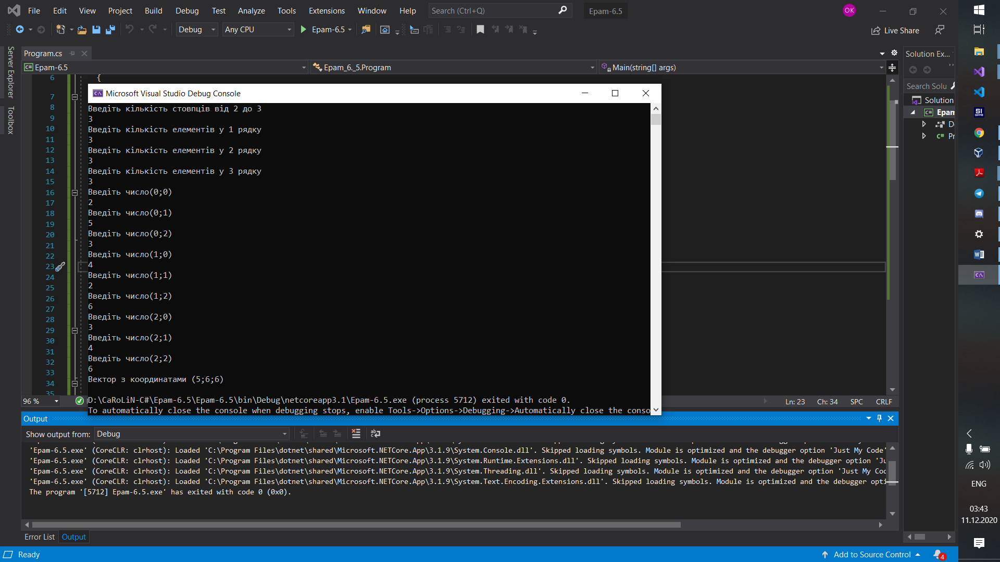 File Edit View Project Build Debug Test Analyze Tools Extensions Window Help Search (Ctrl+Q) Epam-6.5 OK
Debug Any CPU Epam-6.5 Live Share
Server Explorer
Toolbox
Program.cs
Epam-6.5 Epam_6._5.Program Main(string[] args)
6 {
7
8
9
10
11
12
13
14
15
16
17
18
19
20
21
22
23
24
25
26
27
28
29
30
31
32
33
34
35
Microsoft Visual Studio Debug Console
Введіть кількість стовпців від 2 до 3
3
Введіть кількість елементів у 1 рядку
3
Введіть кількість елементів у 2 рядку
3
Введіть кількість елементів у 3 рядку
3
Введіть число(0;0)
2
Введіть число(0;1)
5
Введіть число(0;2)
3
Введіть число(1;0)
4
Введіть число(1;1)
2
Введіть число(1;2)
6
Введіть число(2;0)
3
Введіть число(2;1)
4
Введіть число(2;2)
6
Вектор з координатами (5;6;6)
D:\CaRoLiN-C#\Epam-6.5\Epam-6.5\bin\Debug\netcoreapp3.1\Epam-6.5.exe (process 5712) exited with code 0.
To automatically close the console when debugging stops, enable Tools->Options->Debugging->Automatically close the conso
96 % Ln: 23 Ch: 34 SPC CRLF
Output
Show output from: Debug
'Epam-6.5.exe' (CoreCLR: clrhost): Loaded 'C:\Program Files\dotnet\shared\Microsoft.NETCore.App\3.1.9\System.Console.dll'. Skipped loading symbols. Module is optimized and the debugger option 'Just My Code'
'Epam-6.5.exe' (CoreCLR: clrhost): Loaded 'C:\Program Files\dotnet\shared\Microsoft.NETCore.App\3.1.9\System.Runtime.Extensions.dll'. Skipped loading symbols. Module is optimized and the debugger option 'Ju
'Epam-6.5.exe' (CoreCLR: clrhost): Loaded 'C:\Program Files\dotnet\shared\Microsoft.NETCore.App\3.1.9\System.Threading.dll'. Skipped loading symbols. Module is optimized and the debugger option 'Just My Cod
'Epam-6.5.exe' (CoreCLR: clrhost): Loaded 'C:\Program Files\dotnet\shared\Microsoft.NETCore.App\3.1.9\System.Text.Encoding.Extensions.dll'. Skipped loading symbols. Module is optimized and the debugger opti
The program '[5712] Epam-6.5.exe' has exited with code 0 (0x0).
Error List Output
Ready Add to Source Control 4
Solution Ex...
Search Solu
Solution
Epam
D
Pr
SI GAME
ENG
03:43
11.12.2020